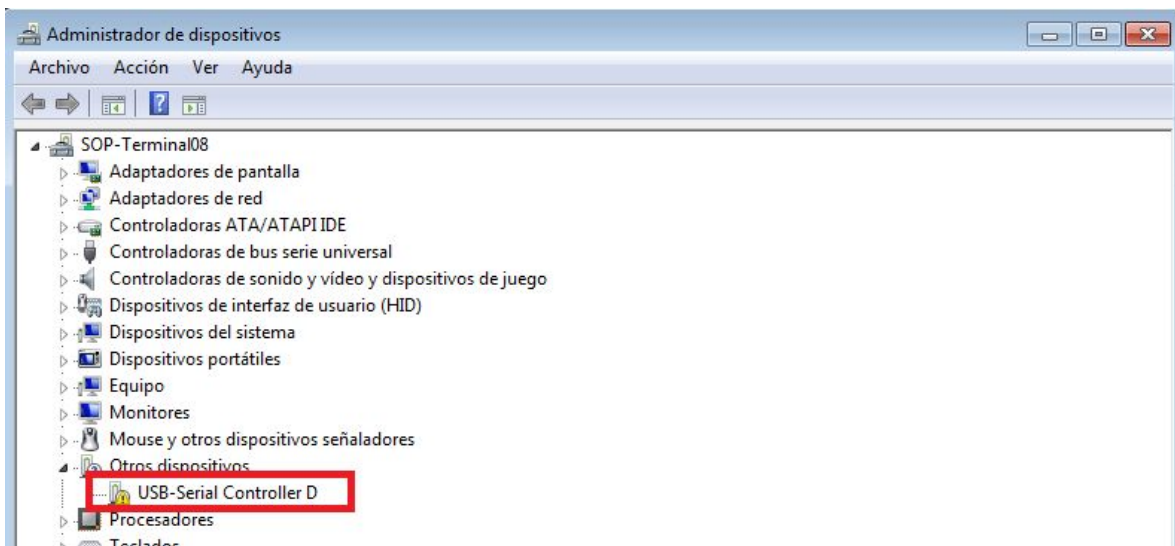 Administrador de dispositivos
Archivo Acción Ver Ayuda
SOP-Terminal08
Adaptadores de pantalla
Adaptadores de red
Controladoras ATA/ATAPI IDE
Controladoras de bus serie universal
Controladoras de sonido y vídeo y dispositivos de juego
Dispositivos de interfaz de usuario (HID)
Dispositivos del sistema
Dispositivos portátiles
Equipo
Monitores
Mouse y otros dispositivos señaladores
Otros dispositivos
USB-Serial Controller D
Procesadores
Teclados